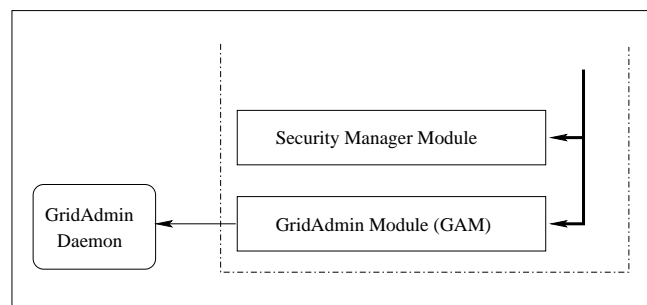 Security Manager Module
GridAdmin Module (GAM)
GridAdmin
Daemon